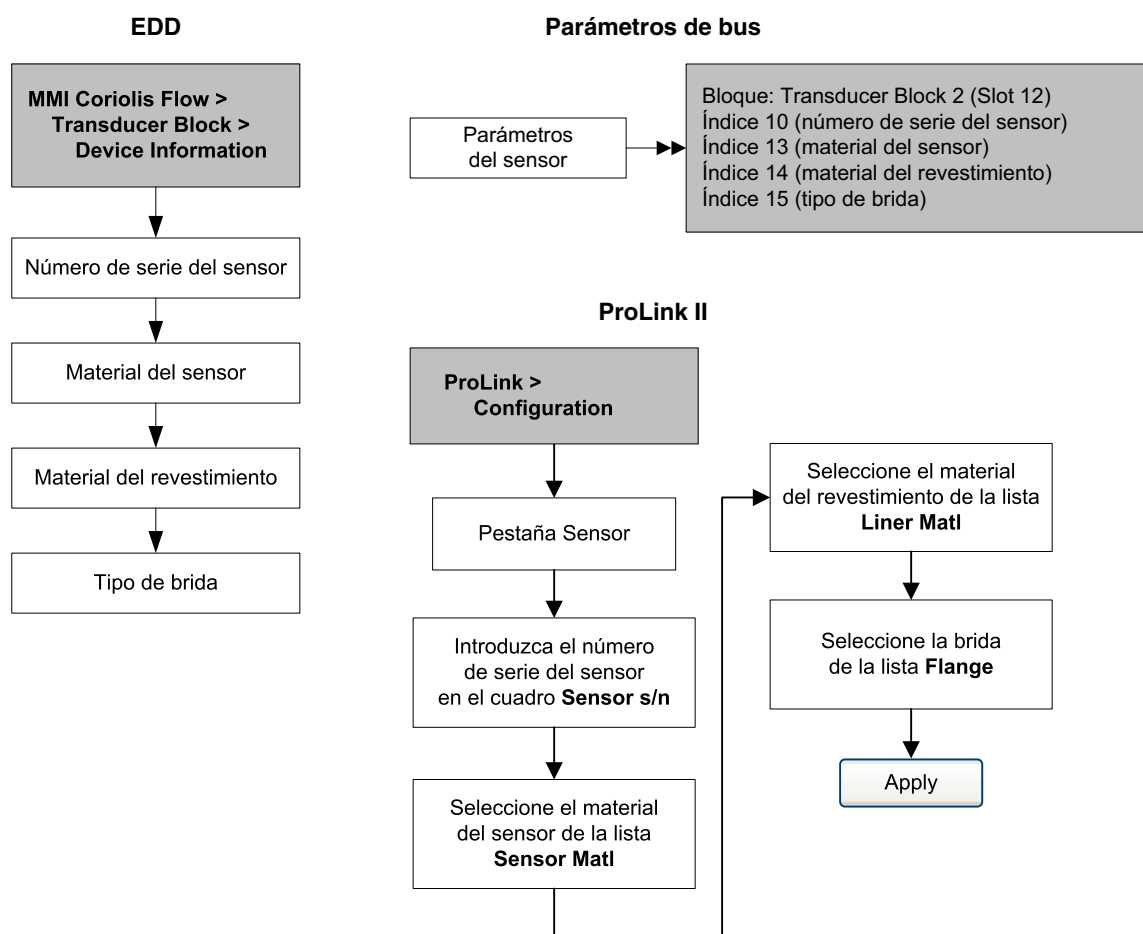 EDD
MMI Coriolis Flow >
Transducer Block >
Device Information
Número de serie del sensor
Material del sensor
Material del revestimiento
Tipo de brida
Parámetros de bus
Parámetros
del sensor
Bloque: Transducer Block 2 (Slot 12)
Índice 10 (número de serie del sensor)
Índice 13 (material del sensor)
Índice 14 (material del revestimiento)
Índice 15 (tipo de brida)
ProLink II
ProLink >
Configuration
Pestaña Sensor
Introduzca el número
de serie del sensor
en el cuadro Sensor s/n
Seleccione el material
del sensor de la lista
Sensor Matl
Seleccione el material
del revestimiento de la lista
Liner Matl
Seleccione la brida
de la lista Flange
Apply